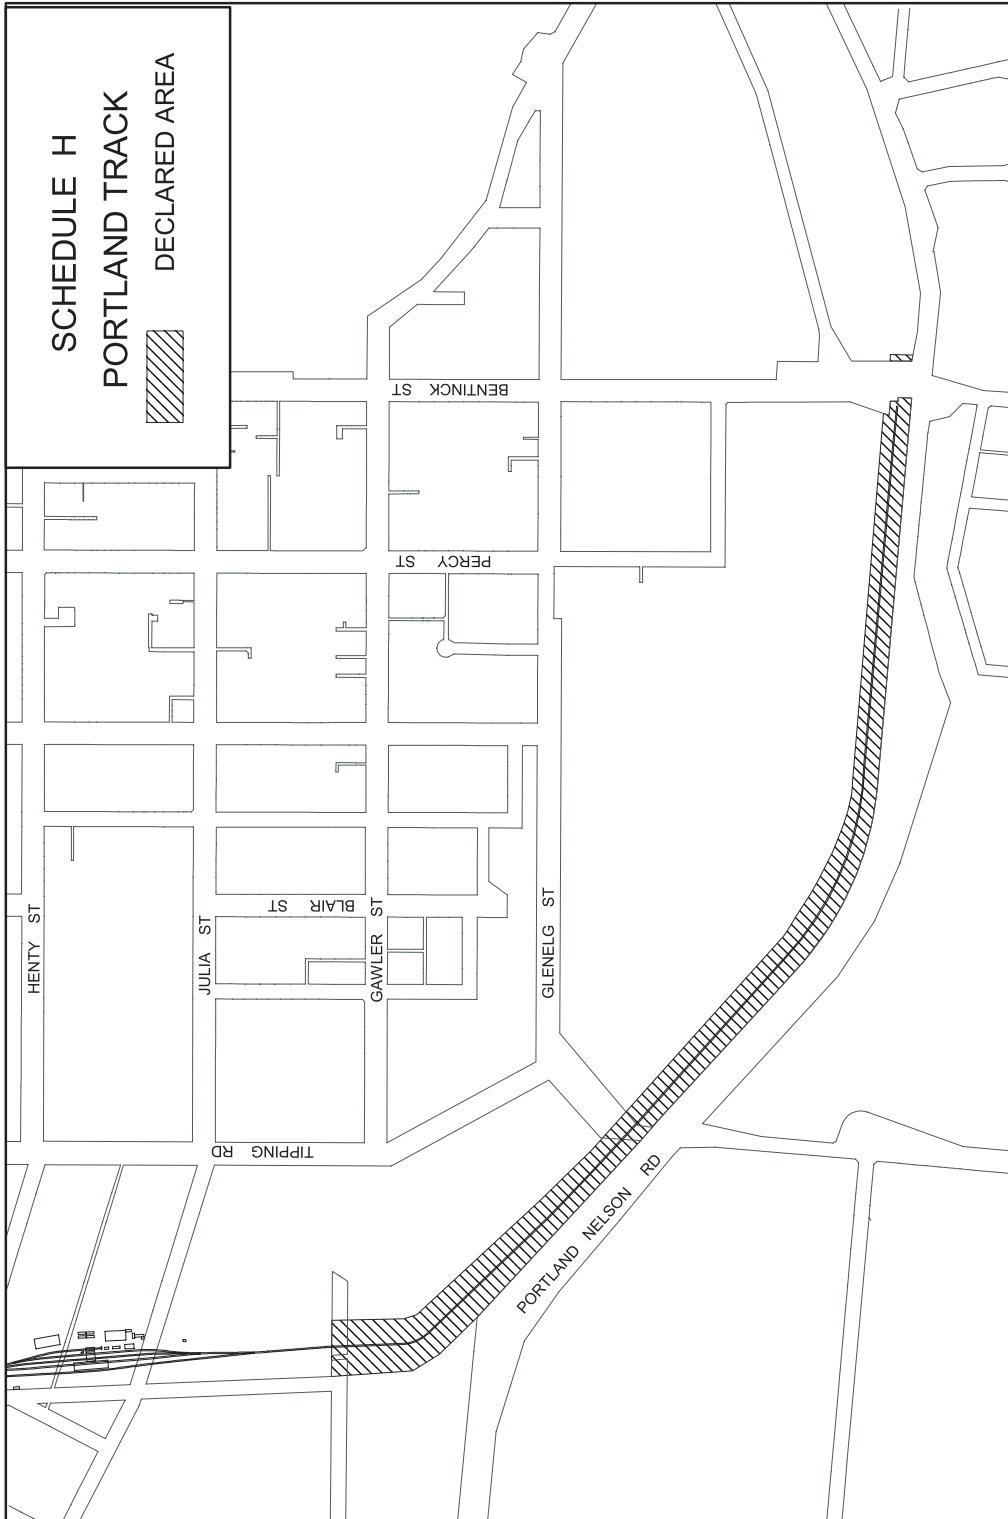 SCHEDULE H
PORTLAND TRACK
DECLARED AREA
BENTINCK ST
PERCY ST
BLAIR ST
HENTY ST
JULIA ST
GAWLER ST
GLENELG ST
TIPPING RD
PORTLAND NELSON RD